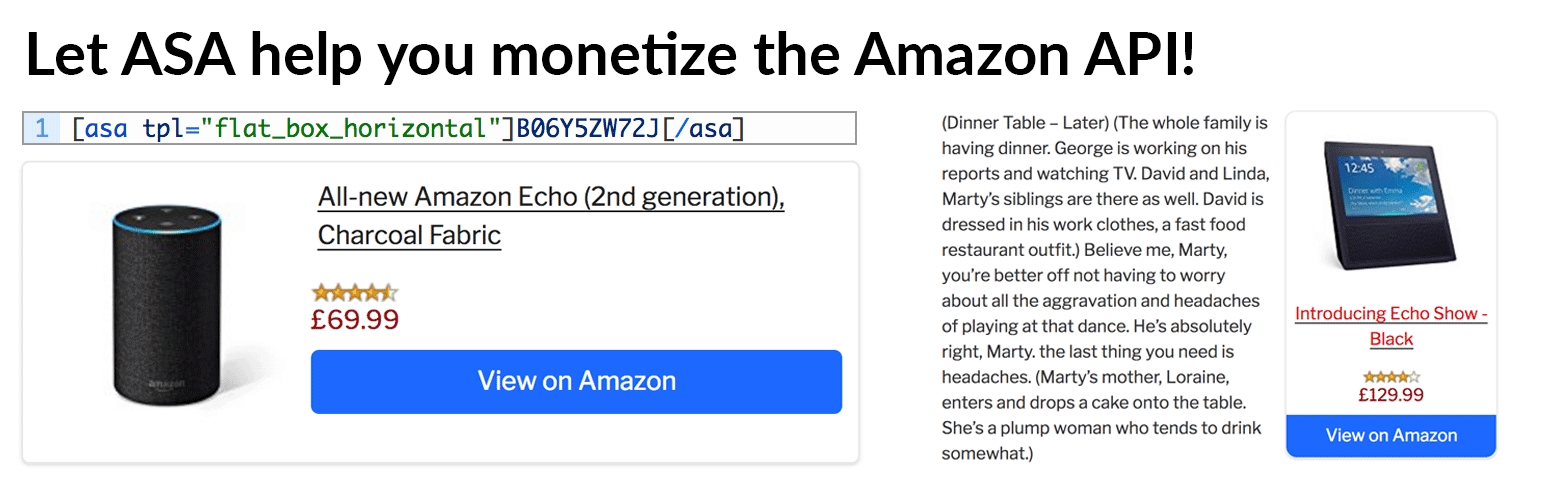 Let ASA help you monetize the Amazon API!
1 [asa tpl="flat_box_horizontal"]B06Y5ZW72J[/asa]
All-new Amazon Echo (2nd generation),
Charcoal Fabric
£69.99
View on Amazon
amazon
(Dinner Table – Later) (The whole family is
having dinner. George is working on his
reports and watching TV. David and Linda,
Marty's siblings are there as well. David is
dressed in his work clothes, a fast food
restaurant outfit.) Believe me, Marty,
you're better off not having to worry
about all the aggravation and headaches
of playing at that dance. He's absolutely
right, Marty. the last thing you need is
headaches. (Marty's mother, Loraine,
enters and drops a cake onto the table.
She's a plump woman who tends to drink
somewhat.)
12:45
Dinner with Emma
Introducing Echo Show -
Black
£129.99
View on Amazon